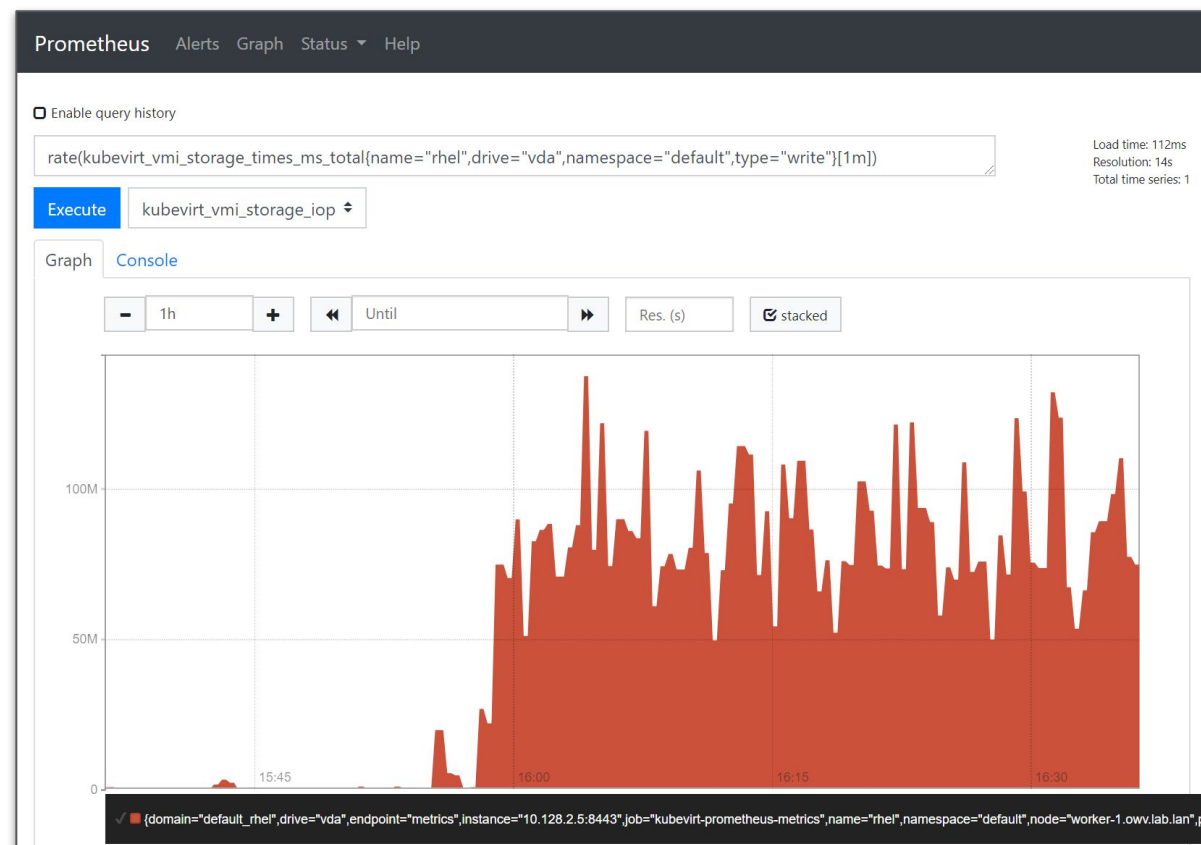 Prometheus Alerts Graph Status Help
Enable query history
rate(kubevirt_vmi_storage_times_ms_total{name="rhel",drive="vda",namespace="default",type="write"}[1m])
Load time: 112ms
Resolution: 14s
Total time series: 1
Execute kubevirt_vmi_storage_iop
Graph Console
- 1h + Until Res. (s) stacked
100M
50M
0
15:45 16:00 16:15 16:30
{domain="default_rhel",drive="vda",endpoint="metrics",instance="10.128.2.5:8443",job="kubevirt-prometheus-metrics",name="rhel",namespace="default",node="worker-1.owv.lab.lan",p